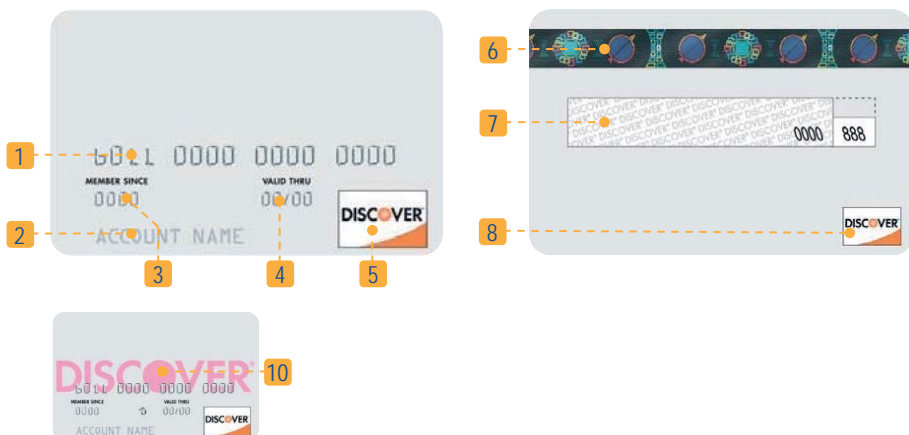 6011 0000 0000 0000
MEMBER SINCE
VALID THRU
0000
00/00
ACCOUNT NAME
DISCOVER®
1
2
3
4
5
6
7
DISCOVER® DISCOVER® DISCOVER® DISCOVER®
0000
888
DISCOVER®
8
DISCOVER®
10
6011 0000 0000 0000
MEMBER SINCE
VALID THRU
0000
00/00
ACCOUNT NAME
DISCOVER